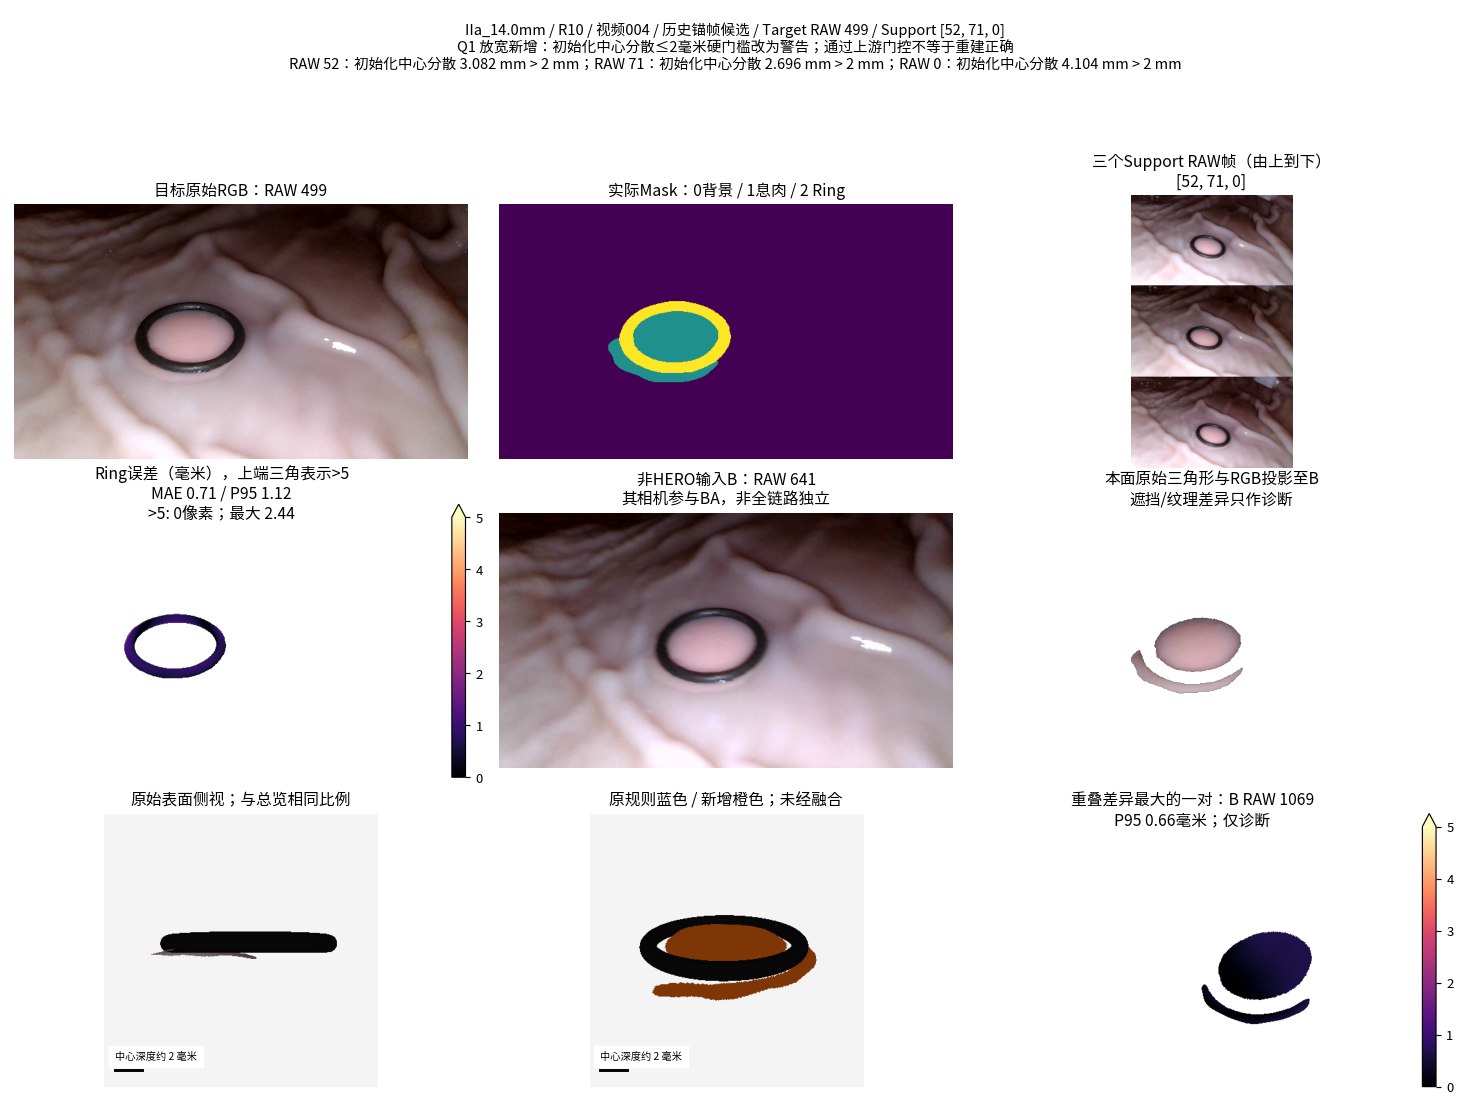 IIa_14.0mm / R10 / 视频004 / 历史锚帧候选 / Target RAW 499 / Support [52, 71, 0]
Q1 放宽新增：初始化中心分散≤2毫米硬门槛改为警告；通过上游门控不等于重建正确
RAW 52：初始化中心分散 3.082 mm > 2 mm；RAW 71：初始化中心分散 2.696 mm > 2 mm；RAW 0：初始化中心分散 4.104 mm > 2 mm
目标原始RGB：RAW 499
实际Mask：0背景 / 1息肉 / 2 Ring
三个Support RAW帧（由上到下）
[52, 71, 0]
Ring误差（毫米），上端三角表示>5
MAE 0.71 / P95 1.12
>5: 0像素；最大 2.44
5
4
3
2
1
0
非HERO输入B：RAW 641
其相机参与BA，非全链路独立
本面原始三角形与RGB投影至B
遮挡/纹理差异只作诊断
原始表面侧视；与总览相同比例
中心深度约 2 毫米
原规则蓝色 / 新增橙色；未经融合
中心深度约 2 毫米
重叠差异最大的一对：B RAW 1069
P95 0.66毫米；仅诊断
5
4
3
2
1
0